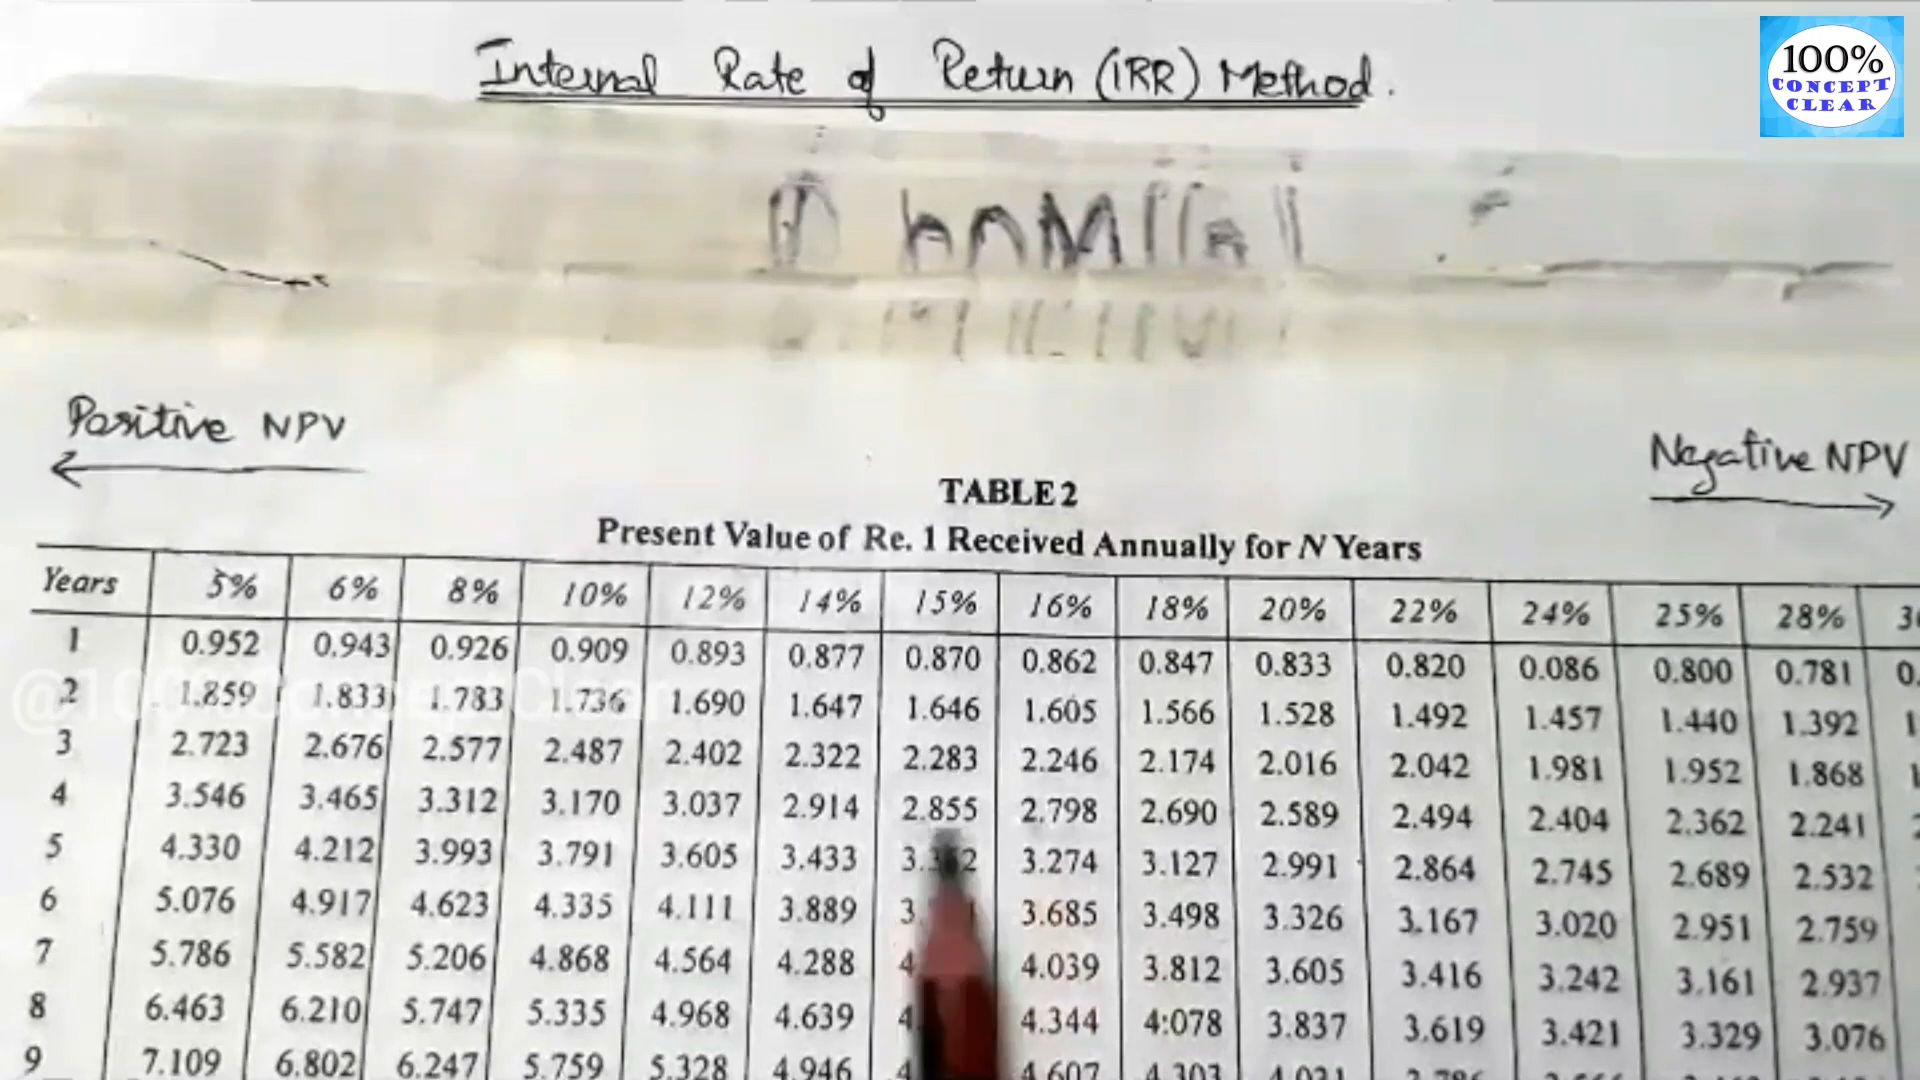 Internal Rate of Return (IRR) Method.
100%
CONCEPT
CLEAR
Positive NPV
Negative NPV
TABLE 2
Present Value of Re. 1 Received Annually for N Years
Years 5% 6% 8% 10% 12% 14% 15% 16% 18% 20% 22% 24% 25% 28%
1 0.952 0.943 0.926 0.909 0.893 0.877 0.870 0.862 0.847 0.833 0.820 0.086 0.800 0.781
2 1.859 1.833 1.783 1.736 1.690 1.647 1.646 1.605 1.566 1.528 1.492 1.457 1.440 1.392
3 2.723 2.676 2.577 2.487 2.402 2.322 2.283 2.246 2.174 2.016 2.042 1.981 1.952 1.868
4 3.546 3.465 3.312 3.170 3.037 2.914 2.855 2.798 2.690 2.589 2.494 2.404 2.362 2.241
5 4.330 4.212 3.993 3.791 3.605 3.433 3.274 3.127 2.991 2.864 2.745 2.689 2.532
6 5.076 4.917 4.623 4.335 4.111 3.889 3.685 3.498 3.326 3.167 3.020 2.951 2.759
7 5.786 5.582 5.206 4.868 4.564 4.288 4.039 3.812 3.605 3.416 3.242 3.161 2.937
8 6.463 6.210 5.747 5.335 4.968 4.639 4.344 4:078 3.837 3.619 3.421 3.329 3.076
9 7.109 6.802 6.247 5.759 5.328 4.946 4.607 4.303 4.031